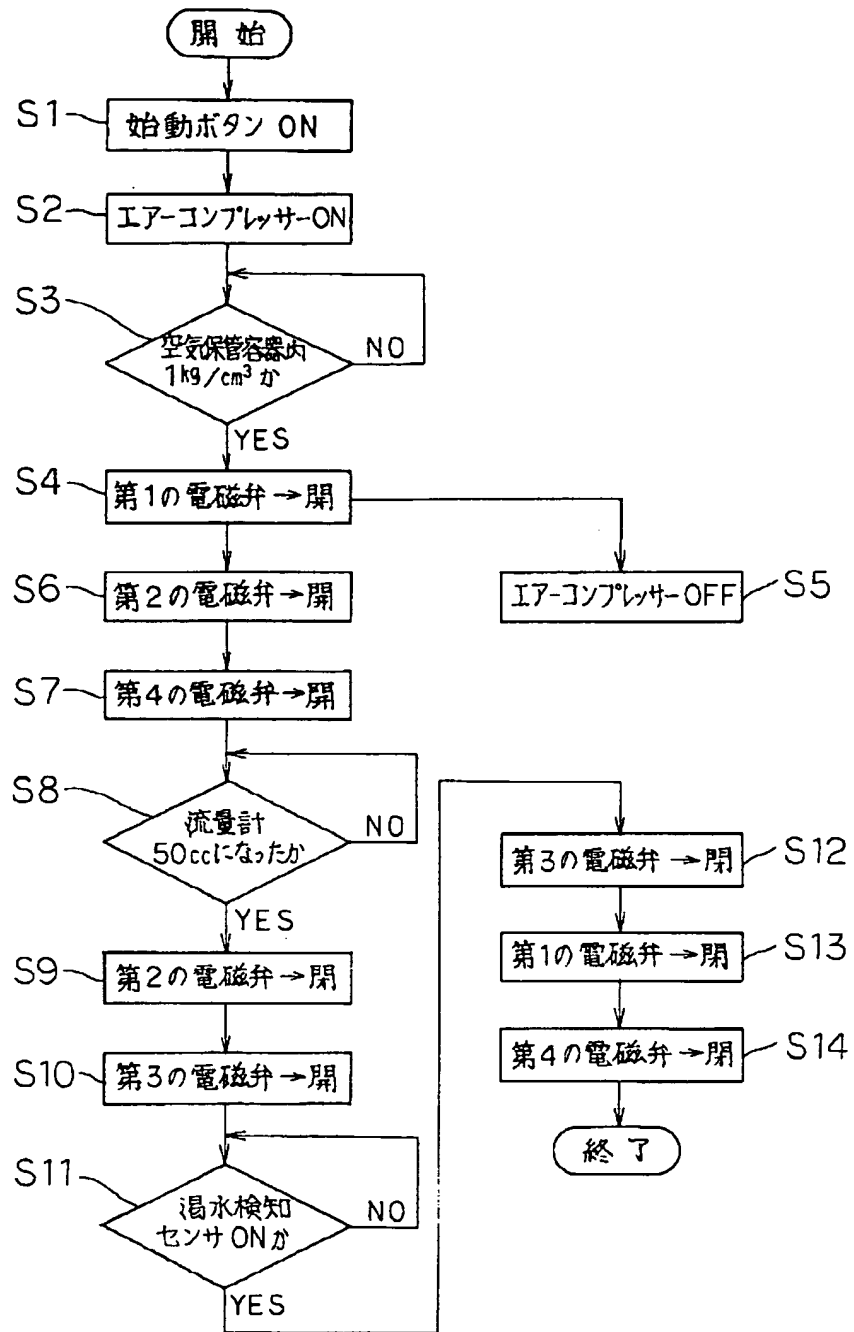 開始
S1
始動ボタン ON
S2
エアーコンプレッサーON
S3
空気保管容器内
1kg/cm³か
NO
YES
S4
第1の電磁弁→開
S5
エアーコンプレッサーOFF
S6
第2の電磁弁→開
S7
第4の電磁弁→開
S8
流量計
50ccになったか
NO
YES
S9
第2の電磁弁→閉
S10
第3の電磁弁→開
S11
渇水検知
センサONか
NO
YES
S12
第3の電磁弁→閉
S13
第1の電磁弁→閉
S14
第4の電磁弁→閉
終了